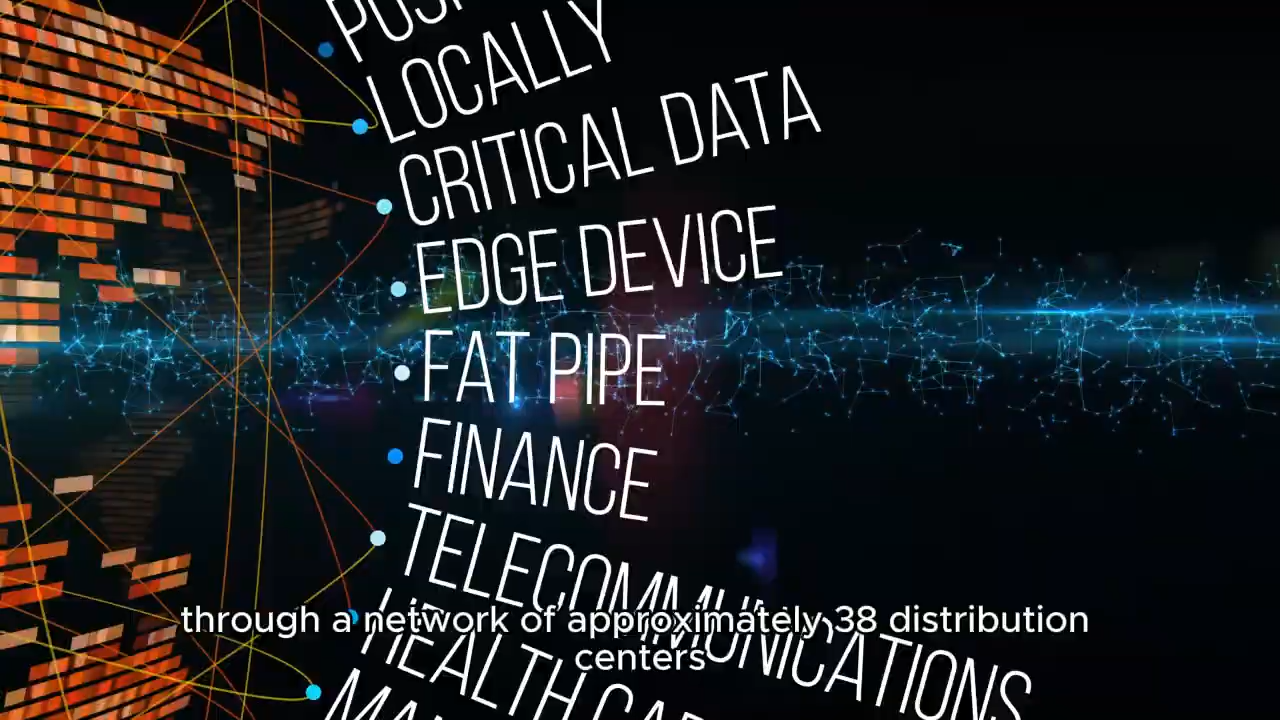 LOCALLY
CRITICAL DATA
EDGE DEVICE
FAT PIPE
FINANCE
TELECOMMUNICATIONS
through a network of approximately 38 distribution
centers